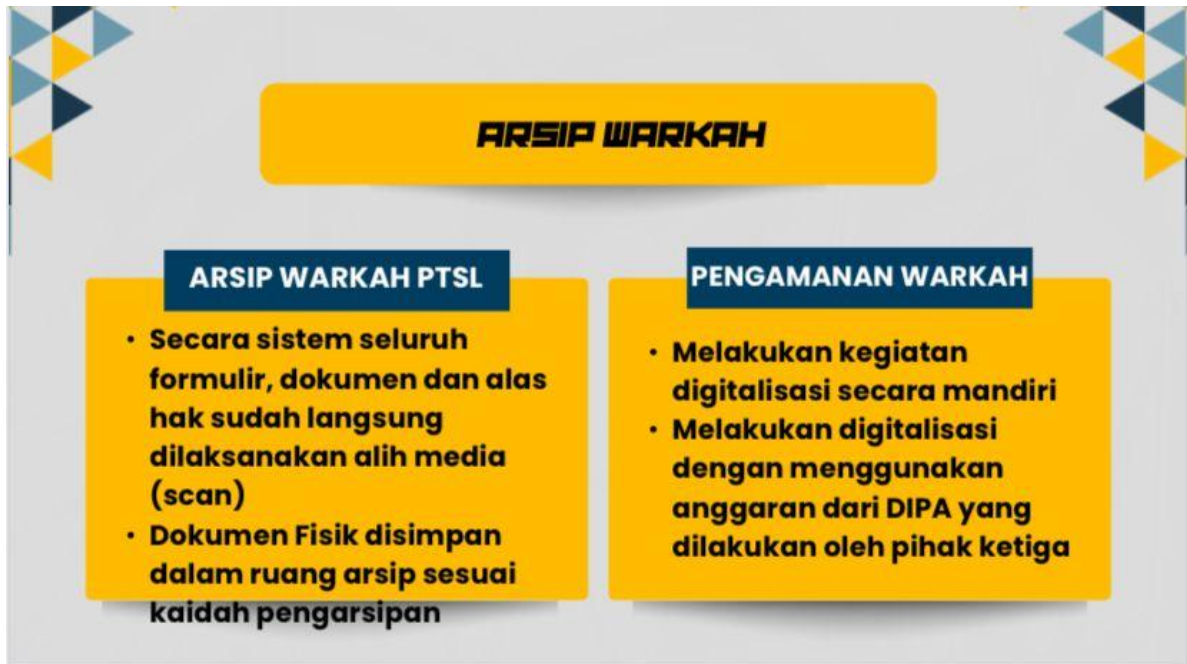 ARSIP WARKAH
ARSIP WARKAH PTSL
• Secara sistem seluruh
formulir, dokumen dan alas
hak sudah langsung
dilaksanakan alih media
(scan)
• Dokumen Fisik disimpan
dalam ruang arsip sesuai
kaidah pengarsipan
PENGAMANAN WARKAH
• Melakukan kegiatan
digitalisasi secara mandiri
• Melakukan digitalisasi
dengan menggunakan
anggaran dari DIPA yang
dilakukan oleh pihak ketiga